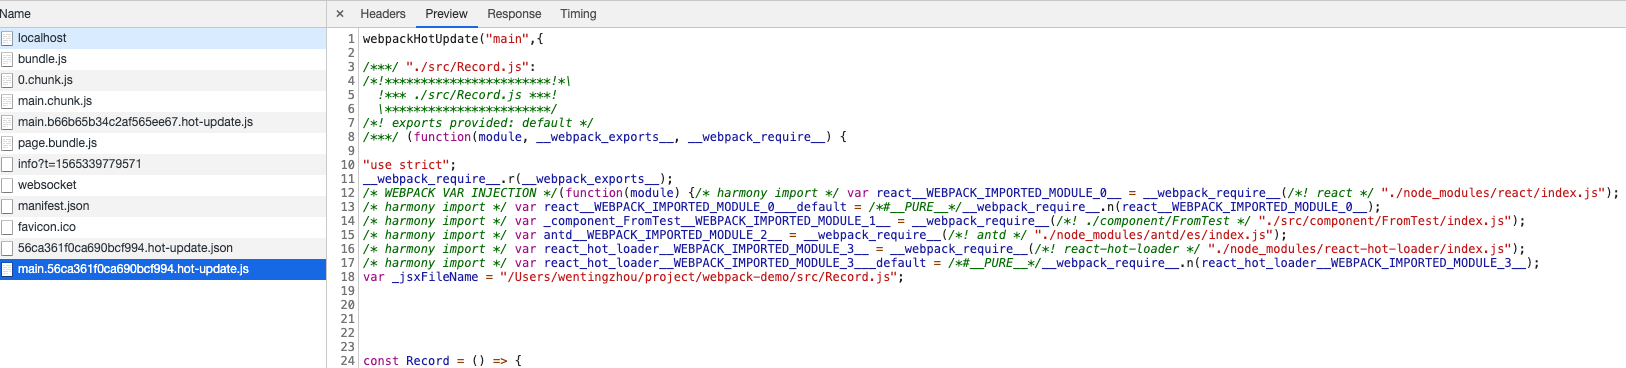 Name
localhost
bundle.js
0.chunk.js
main.chunk.js
main.b66b65b34c2af565ee67.hot-update.js
page.bundle.js
info?t=1565339779571
websocket
manifest.json
favicon.ico
56ca361f0ca690bcf994.hot-update.json
main.56ca361f0ca690bcf994.hot-update.js
× Headers Preview Response Timing
1 webpackHotUpdate("main",{
2
3 /***/ "./src/Record.js":
4 /*!***********************!*\
5   !*** ./src/Record.js ***!
6   \***********************/
7 /*! exports provided: default */
8 /***/ (function(module, __webpack_exports__, __webpack_require__) {
9
10 "use strict";
11 __webpack_require__.r(__webpack_exports__);
12 /* WEBPACK VAR INJECTION */(function(module) {/* harmony import */ var react__WEBPACK_IMPORTED_MODULE_0__ = __webpack_require__(/*! react */ "./node_modules/react/index.js");
13 /* harmony import */ var react__WEBPACK_IMPORTED_MODULE_0___default = /*#__PURE__*/__webpack_require__.n(react__WEBPACK_IMPORTED_MODULE_0__);
14 /* harmony import */ var _component_FromTest__WEBPACK_IMPORTED_MODULE_1__ = __webpack_require__(/*! ./component/FromTest */ "./src/component/FromTest/index.js");
15 /* harmony import */ var antd__WEBPACK_IMPORTED_MODULE_2__ = __webpack_require__(/*! antd */ "./node_modules/antd/es/index.js");
16 /* harmony import */ var react_hot_loader__WEBPACK_IMPORTED_MODULE_3__ = __webpack_require__(/*! react-hot-loader */ "./node_modules/react-hot-loader/index.js");
17 /* harmony import */ var react_hot_loader__WEBPACK_IMPORTED_MODULE_3___default = /*#__PURE__*/__webpack_require__.n(react_hot_loader__WEBPACK_IMPORTED_MODULE_3__);
18 var _jsxFileName = "/Users/wentingzhou/project/webpack-demo/src/Record.js";
19
20
21
22
23
24 const Record = () => {